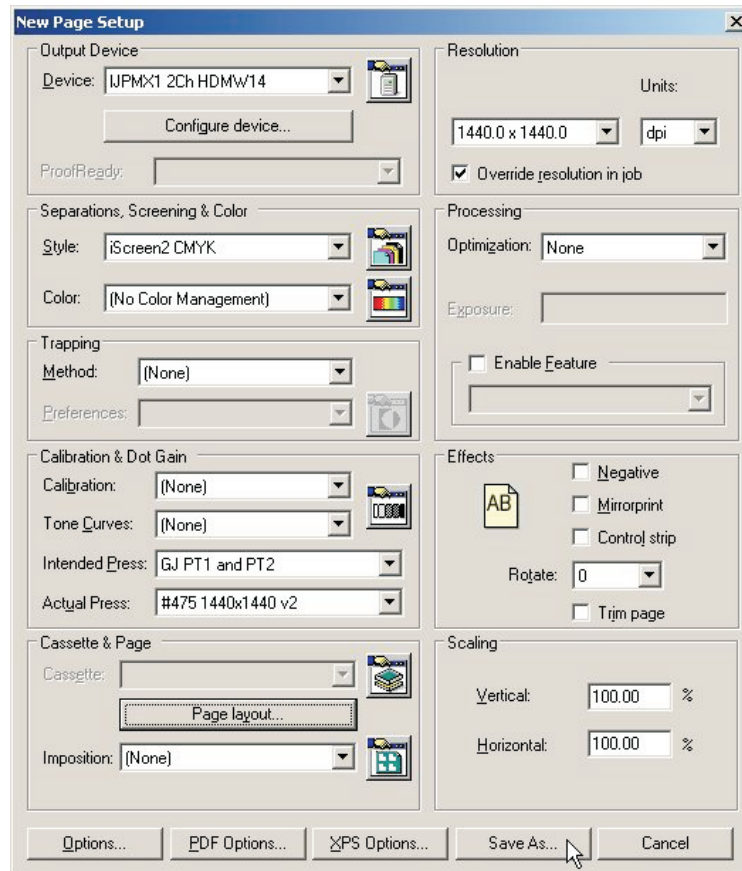 New Page Setup
Output Device
Device: IJPMX1 2Ch HDMW14
Configure device...
ProofReady:
Separations, Screening & Color
Style: iScreen2 CMYK
Color: (No Color Management)
Trapping
Method: (None)
Preferences:
Calibration & Dot Gain
Calibration: (None)
Tone Curves: (None)
Intended Press: GJ PT1 and PT2
Actual Press: #475 1440x1440 v2
Cassette & Page
Cassette:
Page layout...
Imposition: (None)
Resolution
Units:
1440.0 x 1440.0 dpi
Override resolution in job
Processing
Optimization: None
Exposure:
Enable Feature
Effects
AB
Negative
Mirrorprint
Control strip
Rotate: 0
Trim page
Scaling
Vertical: 100.00 %
Horizontal: 100.00 %
Options... PDF Options... XPS Options... Save As... Cancel